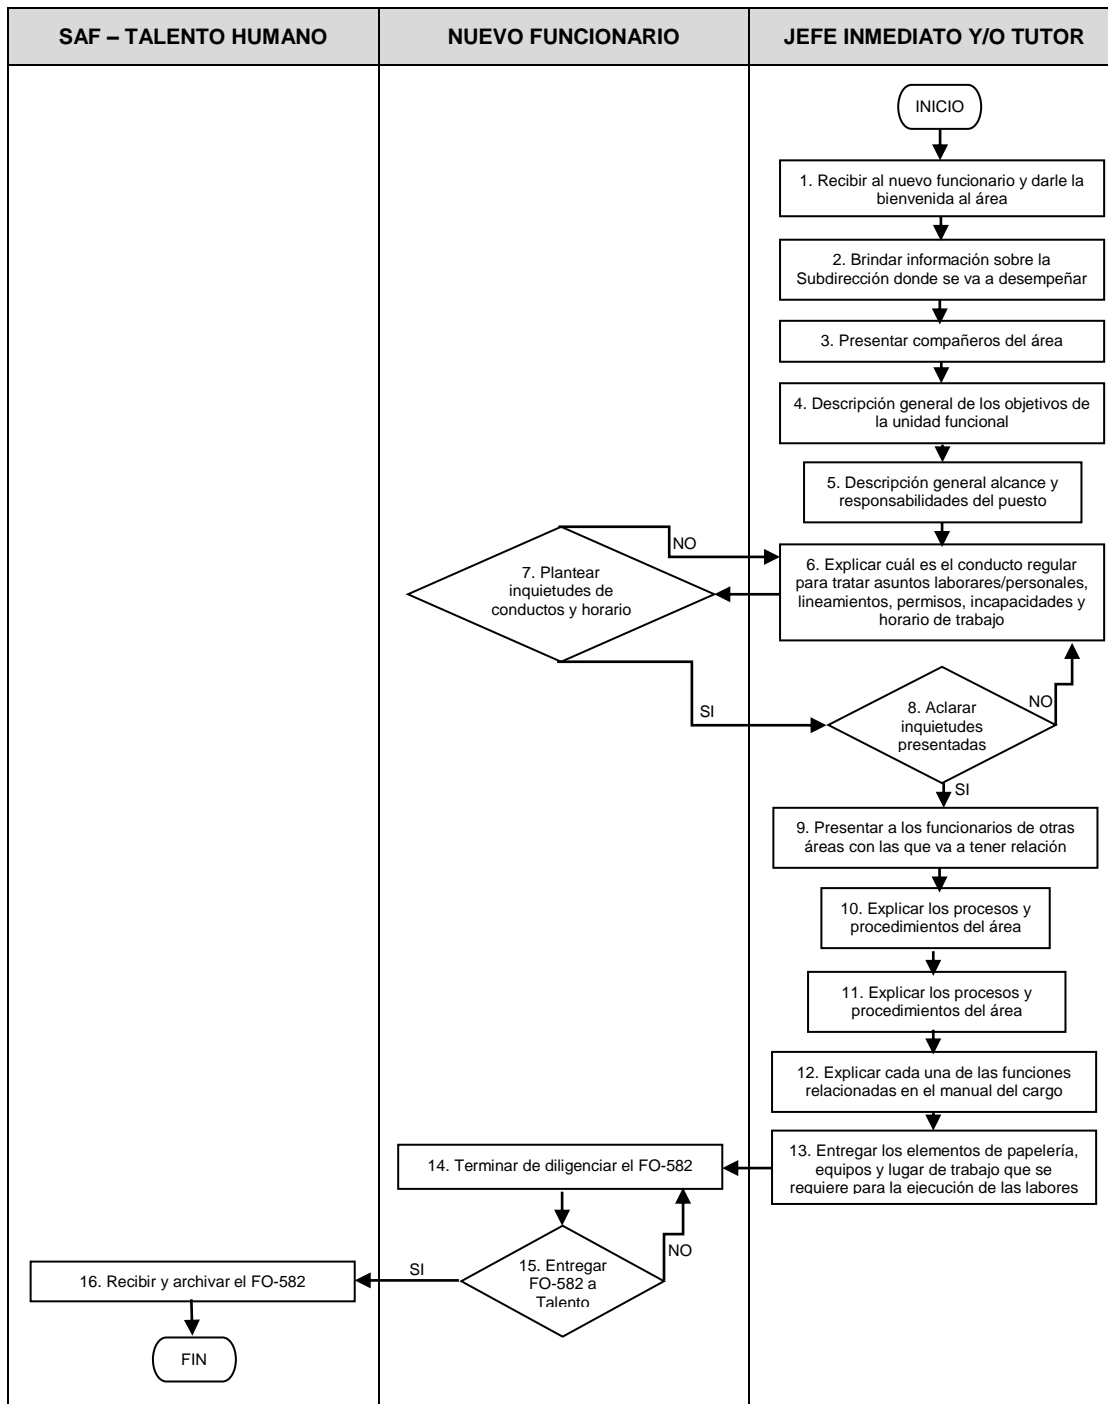 SAF – TALENTO HUMANO
NUEVO FUNCIONARIO
JEFE INMEDIATO Y/O TUTOR
INICIO
1. Recibir al nuevo funcionario y darle la
bienvenida al área
2. Brindar información sobre la
Subdirección donde se va a desempeñar
3. Presentar compañeros del área
4. Descripción general de los objetivos de
la unidad funcional
5. Descripción general alcance y
responsabilidades del puesto
NO
6. Explicar cuál es el conducto regular
para tratar asuntos laborares/personales,
lineamientos, permisos, incapacidades y
horario de trabajo
7. Plantear
inquietudes de
conductos y horario
SI
8. Aclarar
inquietudes
presentadas
NO
SI
9. Presentar a los funcionarios de otras
áreas con las que va a tener relación
10. Explicar los procesos y
procedimientos del área
11. Explicar los procesos y
procedimientos del área
12. Explicar cada una de las funciones
relacionadas en el manual del cargo
13. Entregar los elementos de papelería,
equipos y lugar de trabajo que se
requiere para la ejecución de las labores
14. Terminar de diligenciar el FO-582
NO
15. Entregar
FO-582 a
Talento
SI
16. Recibir y archivar el FO-582
FIN